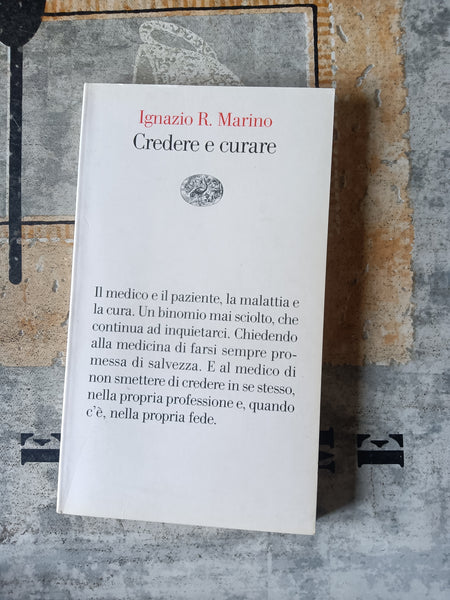 Ignazio R. Marino
Credere e curare
Il medico e il paziente, la malattia e
la cura. Un binomio mai sciolto, che
continua ad inquietarci. Chiedendo
alla medicina di farsi sempre pro-
messa di salvezza. E al medico di
non smettere di credere in se stesso,
nella propria professione e, quando
c'è, nella propria fede.